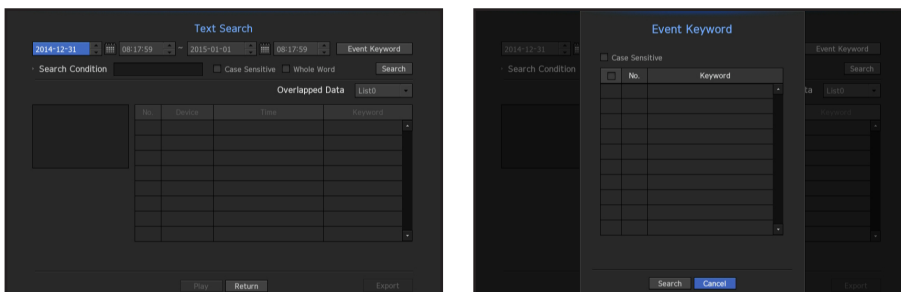 Text Search
2014-12-31 08:17:59 ~ 2015-01-01 08:17:59 Event Keyword
Search Condition Case Sensitive Whole Word Search
Overlapped Data List0
No. Device Time Keyword
Play Return Export
Event Keyword
2014-12-31 Event Keyword
Case Sensitive
Search Condition Search
No. Keyword
ta List0
Keyword
Search Cancel
Export